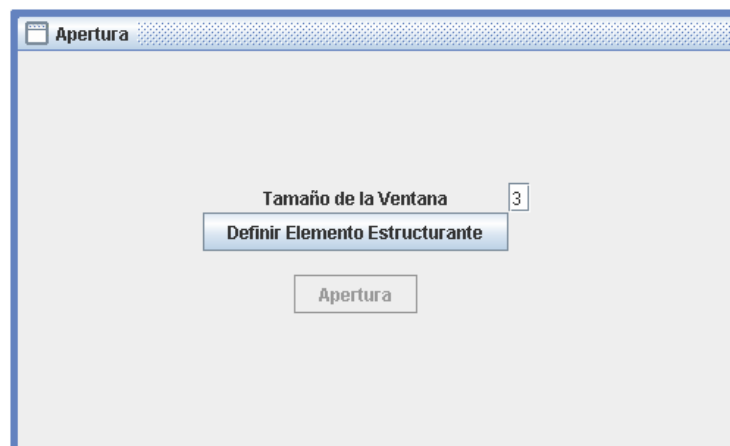 Apertura
Tamaño de la Ventana 3
Definir Elemento Estructurante
Apertura